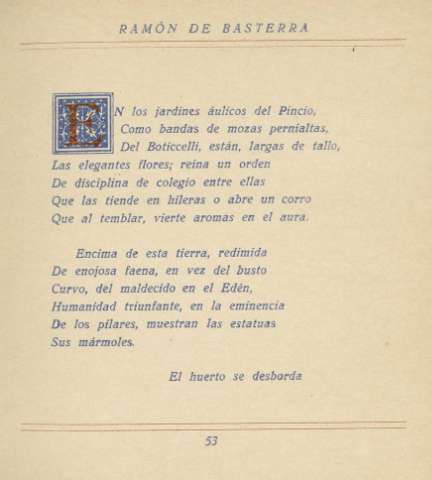 RAMÓN DE BASTERRA
EN los jardines áulicos del Pincio,
Como bandas de mozas pernialtas,
Del Boticcelli, están, largas de tallo,
Las elegantes flores; reina un orden
De disciplina de colegio entre ellas
Que las tiende en hileras o abre un corro
Que al temblar, vierte aromas en el aura.
Encima de esta tierra, redimida
De enojosa faena, en vez del busto
Curvo, del maldecido en el Edén,
Humanidad triunfante, en la eminencia
De los pilares, muestran las estatuas
Sus mármoles.
El huerto se desborda
53